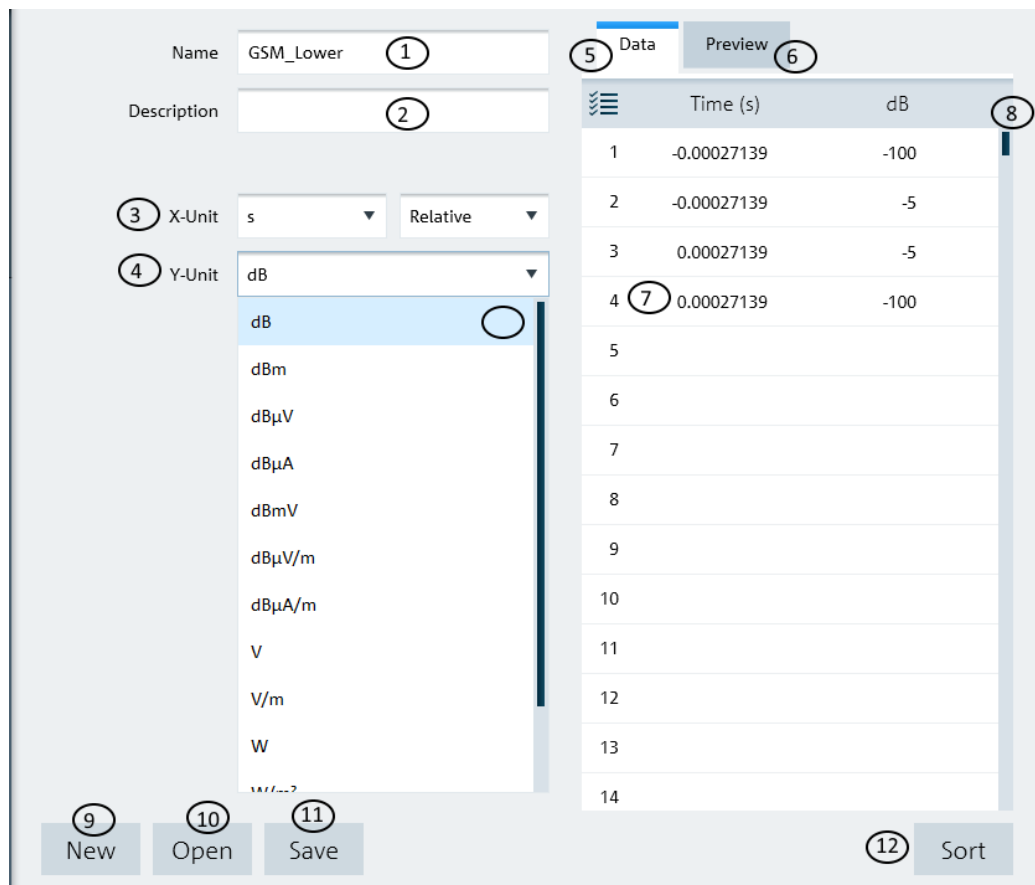 Name GSM_Lower 1
Description 2
3 X-Unit s Relative
4 Y-Unit dB
dB
dBm
dBµV
dBµA
dBmV
dBµV/m
dBµA/m
V
V/m
W
W/m²
9 10 11
New Open Save
5 Data Preview 6
Time (s) dB 8
1 -0.00027139 -100
2 -0.00027139 -5
3 0.00027139 -5
4 7 0.00027139 -100
5
6
7
8
9
10
11
12
13
14
12 Sort